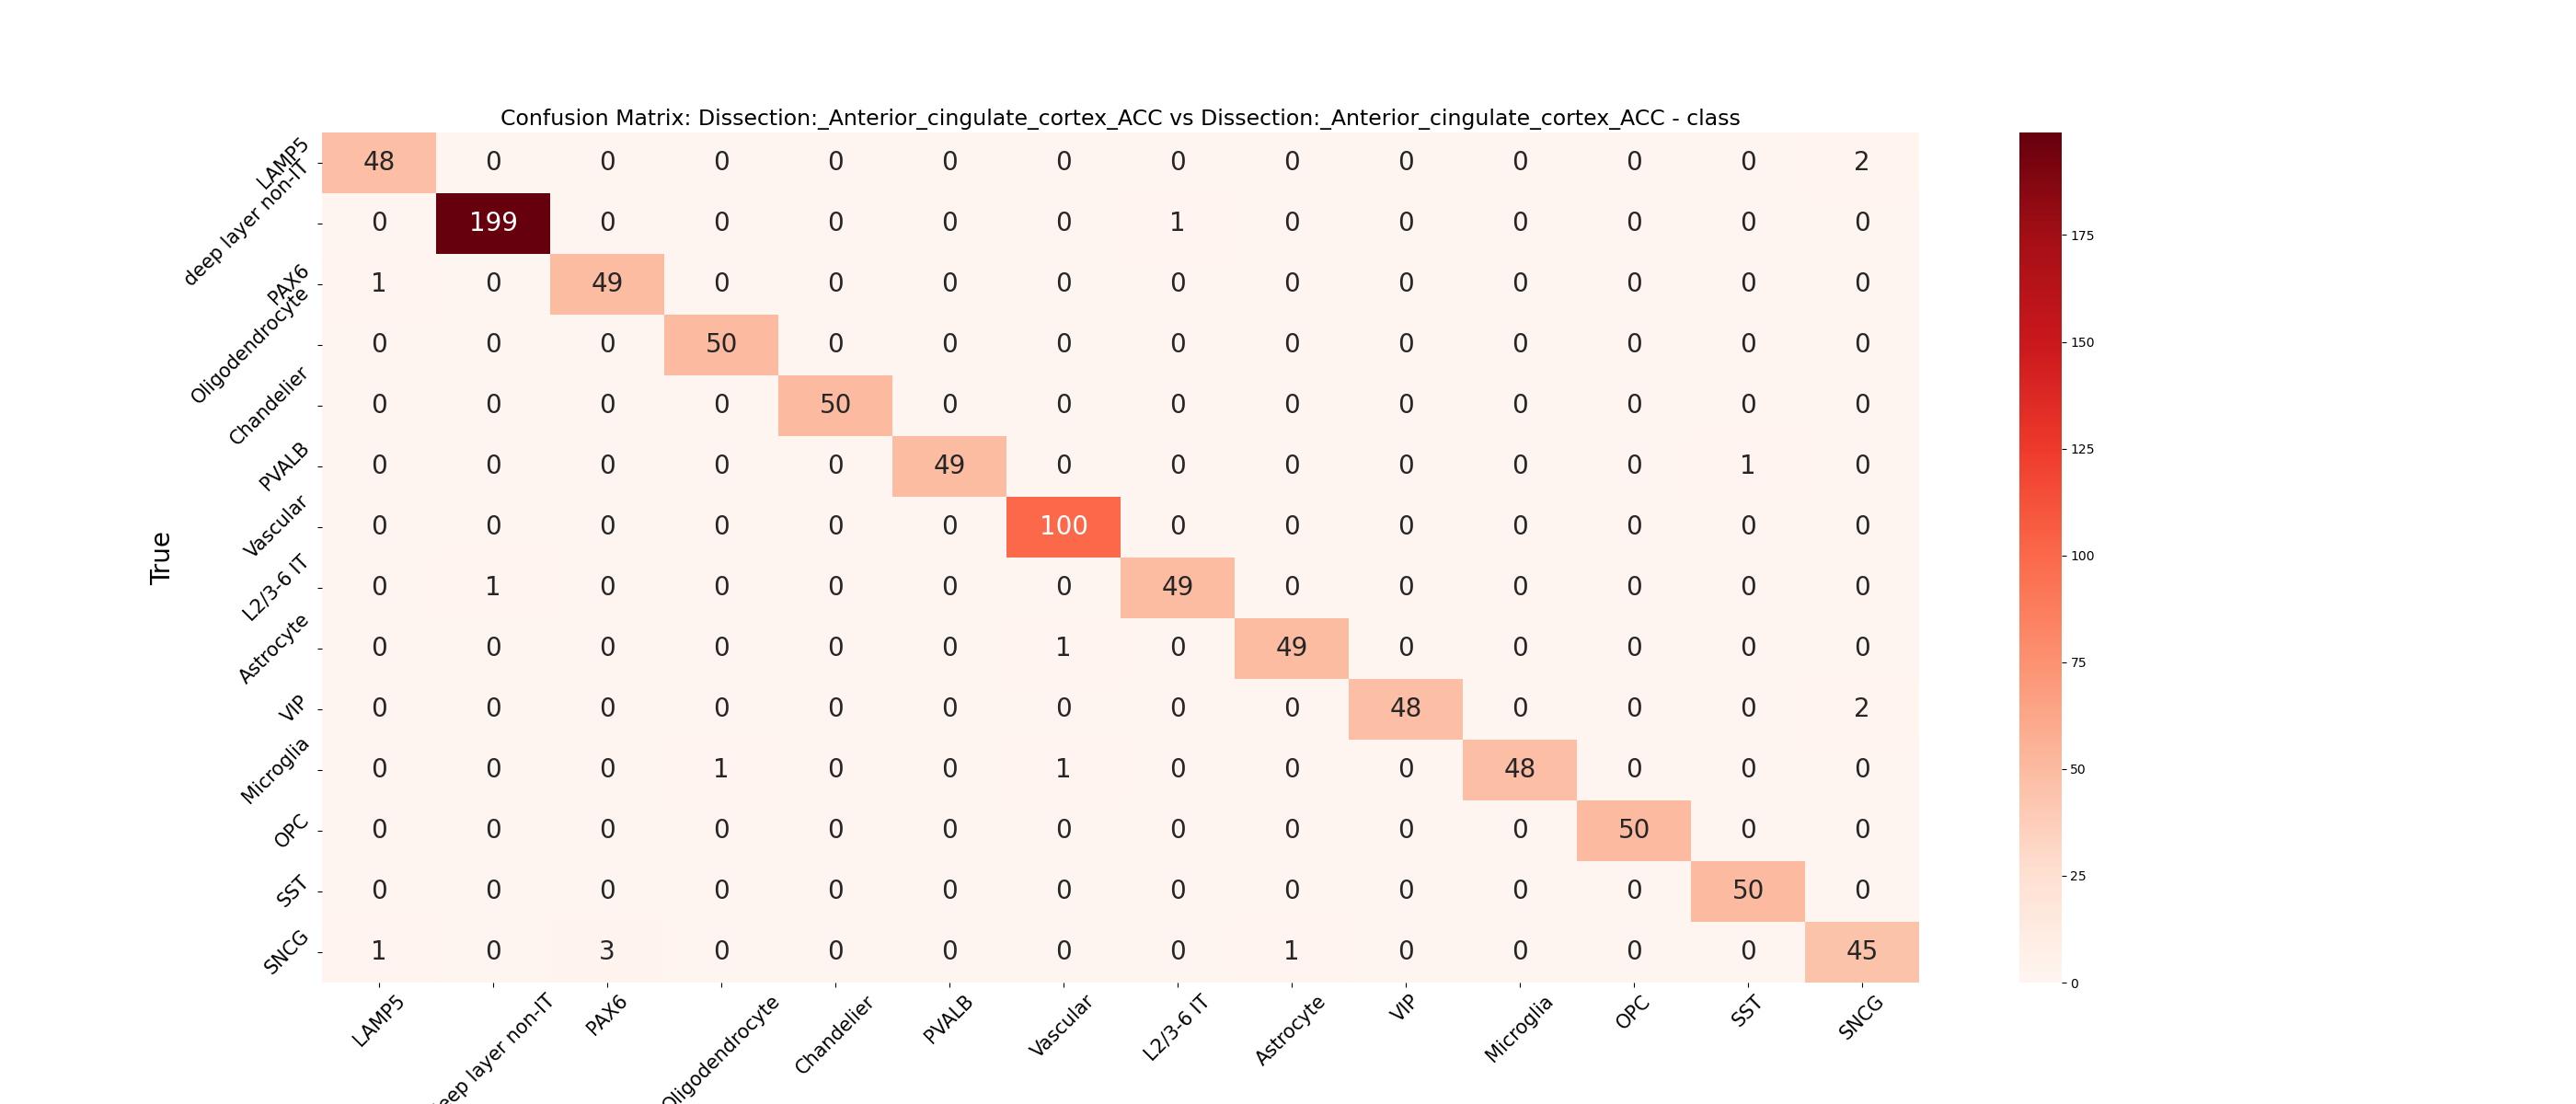 Confusion Matrix: Dissection:_Anterior_cingulate_cortex_ACC vs Dissection:_Anterior_cingulate_cortex_ACC - class
True
LAMP5 48 0 0 0 0 0 0 0 0 0 0 0 0 2
deep layer non-IT 0 199 0 0 0 0 0 1 0 0 0 0 0 0
PAX6 1 0 49 0 0 0 0 0 0 0 0 0 0 0
Oligodendrocyte 0 0 0 50 0 0 0 0 0 0 0 0 0 0
Chandelier 0 0 0 0 50 0 0 0 0 0 0 0 0 0
PVALB 0 0 0 0 0 49 0 0 0 0 0 0 1 0
Vascular 0 0 0 0 0 0 100 0 0 0 0 0 0 0
L2/3-6 IT 0 1 0 0 0 0 0 49 0 0 0 0 0 0
Astrocyte 0 0 0 0 0 0 1 0 49 0 0 0 0 0
VIP 0 0 0 0 0 0 0 0 0 48 0 0 0 2
Microglia 0 0 0 1 0 0 1 0 0 0 48 0 0 0
OPC 0 0 0 0 0 0 0 0 0 0 0 50 0 0
SST 0 0 0 0 0 0 0 0 0 0 0 0 50 0
SNCG 1 0 3 0 0 0 0 0 1 0 0 0 0 45
LAMP5 eep layer non-IT PAX6 Oligodendrocyte Chandelier PVALB Vascular L2/3-6 IT Astrocyte VIP Microglia OPC SST SNCG
175
150
125
100
75
50
25
0